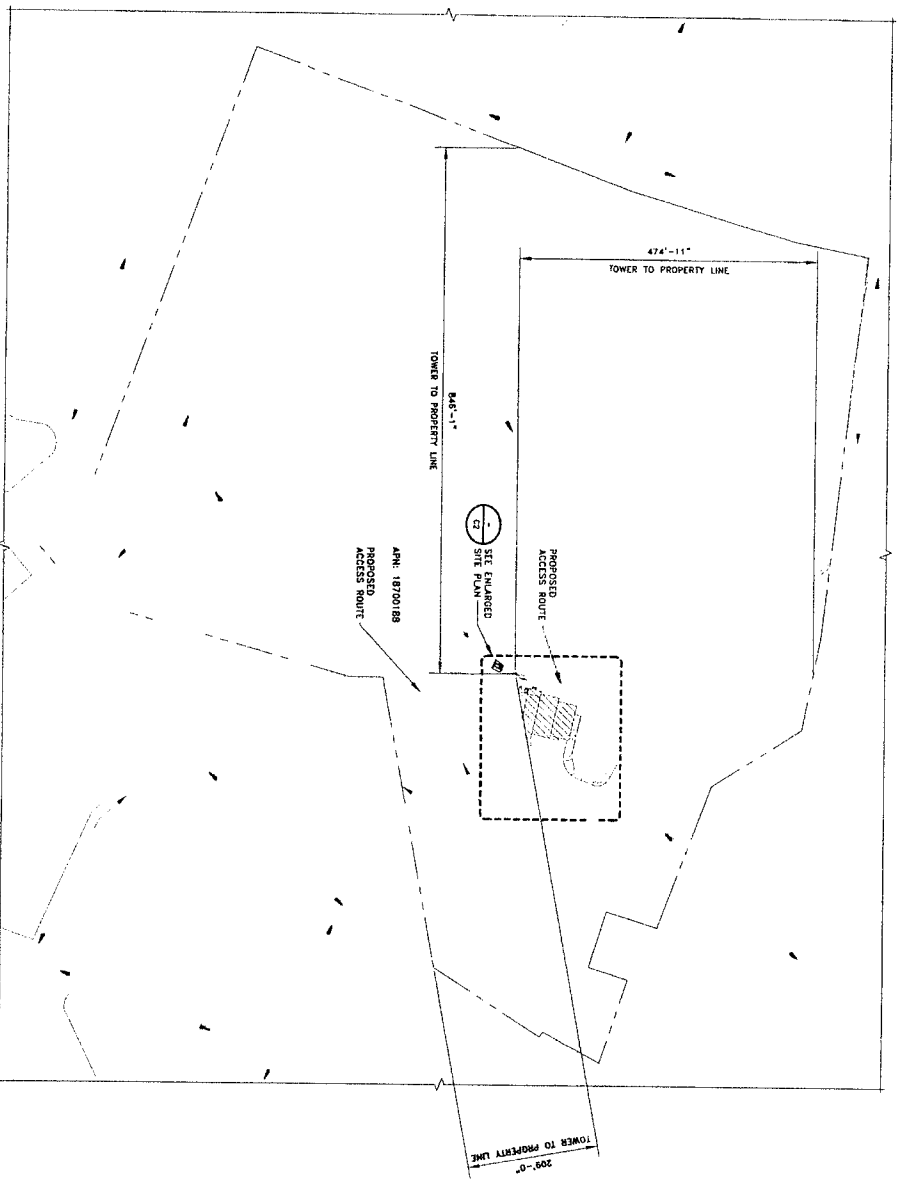 474'-11"
TOWER TO PROPERTY LINE
846'-1"
TOWER TO PROPERTY LINE
C2
SEE ENLARGED
SITE PLAN
PROPOSED
ACCESS ROUTE
APN: 18700188
PROPOSED
ACCESS ROUTE
TOWER TO PROPERTY LINE
209'-0"